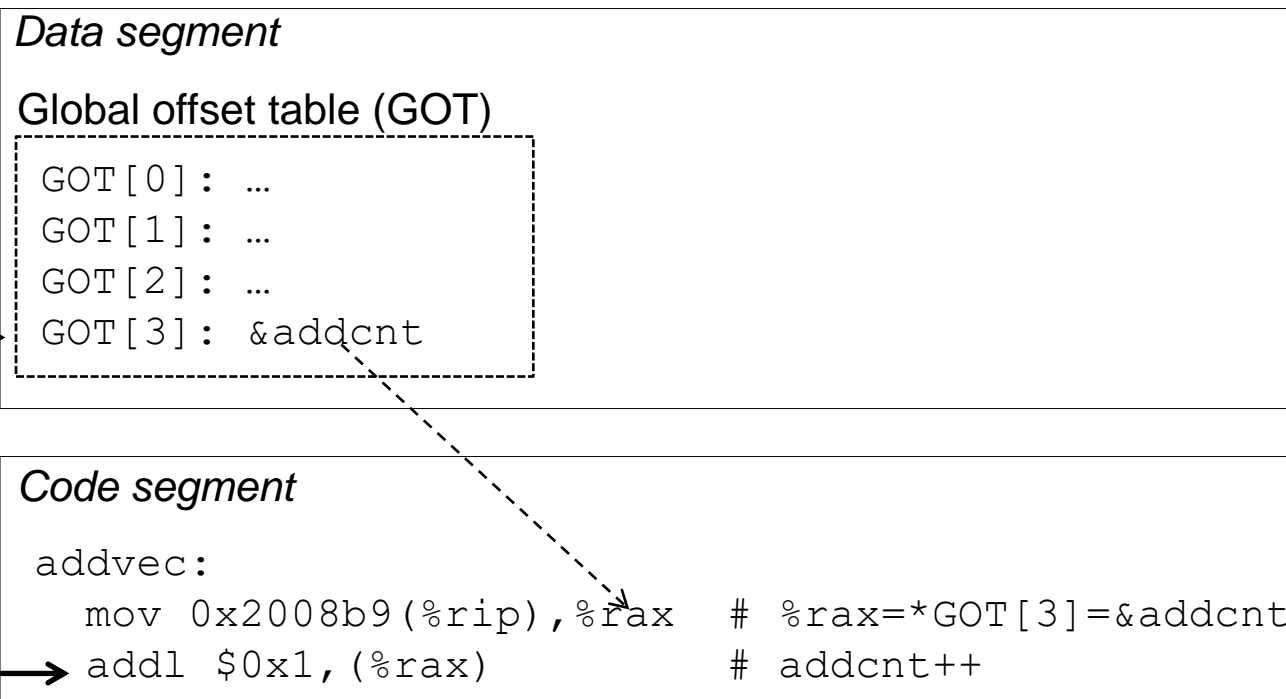 Data segment
Global offset table (GOT)
GOT[0]: …
GOT[1]: …
GOT[2]: …
GOT[3]: &addcnt
Code segment
addvec:
mov 0x2008b9(%rip),%rax # %rax=*GOT[3]=&addcnt
addl $0x1,(%rax) # addcnt++